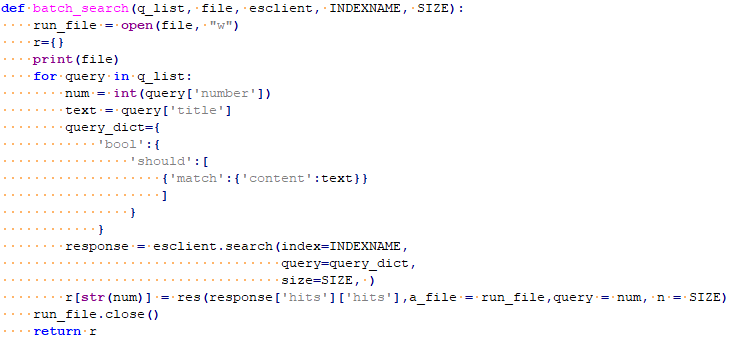 def batch_search(q_list, file, esclient, INDEXNAME, SIZE):
    run_file = open(file, "w")
    r={}
    print(file)
    for query in q_list:
        num = int(query['number'])
        text = query['title']
        query_dict={
            'bool':{
                'should':[
                    {'match':{'content':text}}
                    ]
                }
            }
        response = esclient.search(index=INDEXNAME,
                                   query=query_dict,
                                   size=SIZE, )
        r[str(num)] = res(response['hits']['hits'],a_file = run_file,query = num, n = SIZE)
    run_file.close()
    return r